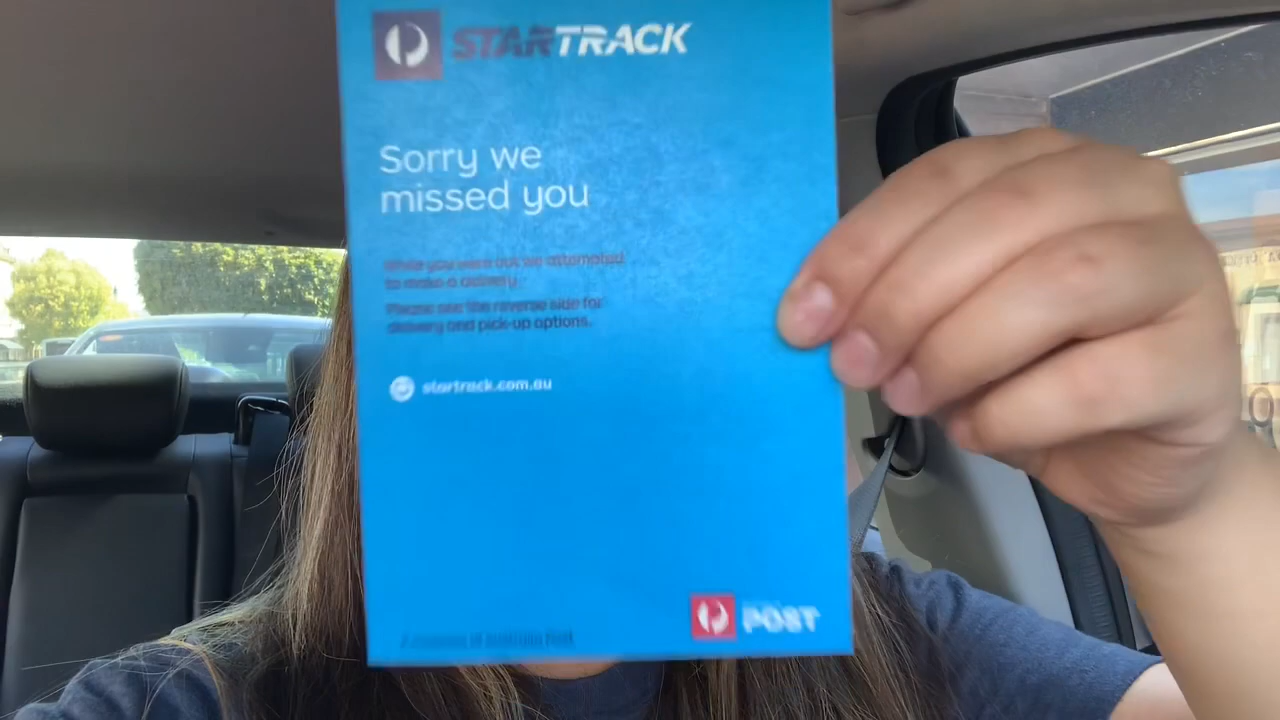 STARTRACK
Sorry we
missed you
While you were out we attempted
to make a delivery.
Please see the reverse side for
delivery and pick-up options.
startrack.com.au
POST